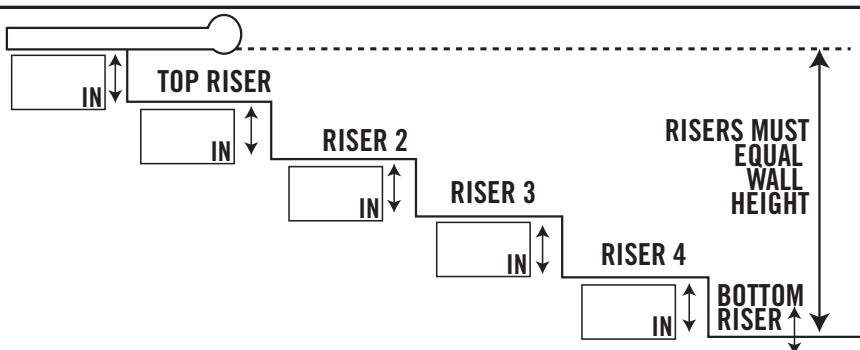 IN
TOP RISER
IN
RISER 2
IN
RISER 3
IN
RISER 4
IN
BOTTOM
RISER
RISERS MUST
EQUAL
WALL
HEIGHT